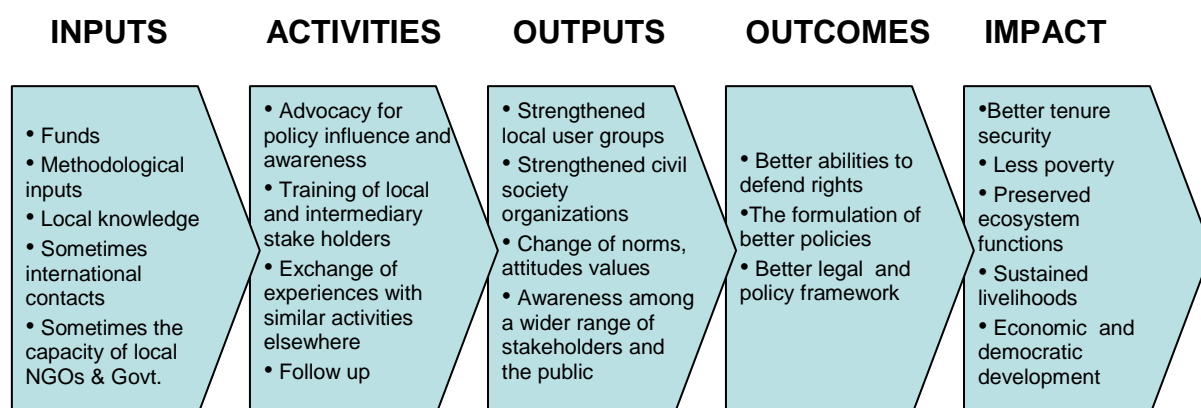 INPUTS
ACTIVITIES
OUTPUTS
OUTCOMES
IMPACT
• Funds
• Methodological
inputs
• Local knowledge
• Sometimes
international
contacts
• Sometimes the
capacity of local
NGOs & Govt.
• Advocacy for
policy influence and
awareness
• Training of local
and intermediary
stake holders
• Exchange of
experiences with
similar activities
elsewhere
• Follow up
• Strengthened
local user groups
• Strengthened civil
society
organizations
• Change of norms,
attitudes values
• Awareness among
a wider range of
stakeholders and
the public
• Better abilities to
defend rights
•The formulation of
better policies
• Better legal and
policy framework
•Better tenure
security
• Less poverty
• Preserved
ecosystem
functions
• Sustained
livelihoods
• Economic and
democratic
development